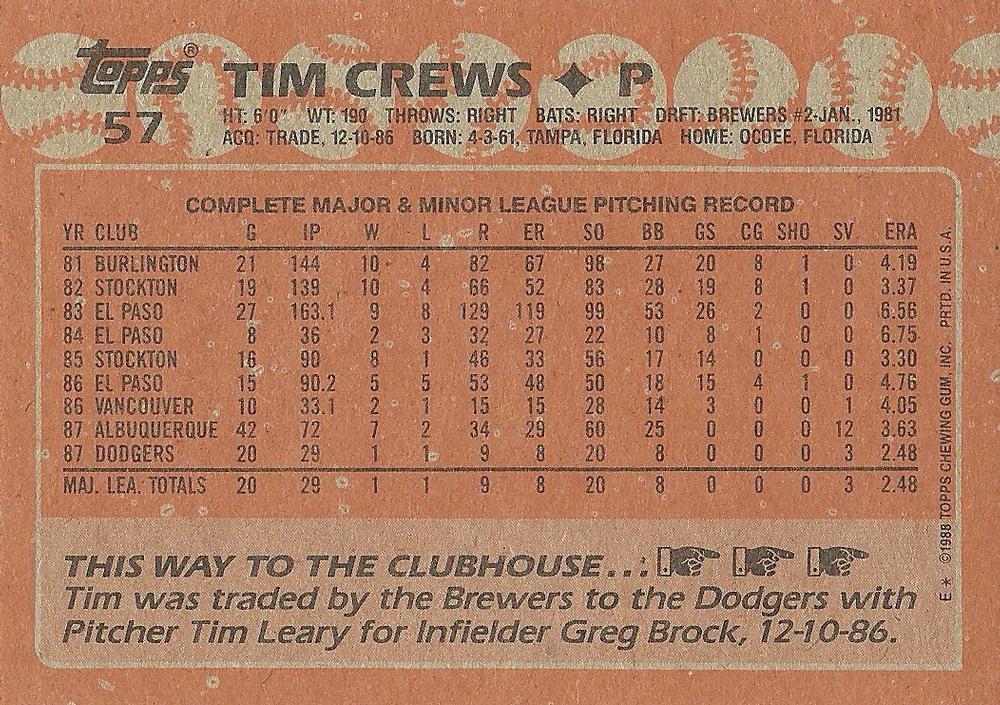 Topps® TIM CREWS ✦ P
57 HT: 6'0" WT: 190 THROWS: RIGHT BATS: RIGHT DRFT: BREWERS #2-JAN., 1981
ACQ: TRADE, 12-10-86 BORN: 4-3-61, TAMPA, FLORIDA HOME: OCOEE, FLORIDA
COMPLETE MAJOR & MINOR LEAGUE PITCHING RECORD
YR CLUB G IP W L R ER SO BB GS CG SHO SV ERA
81 BURLINGTON 21 144 10 4 82 67 98 27 20 8 1 0 4.19
82 STOCKTON 19 139 10 4 66 52 83 28 19 8 1 0 3.37
83 EL PASO 27 163.1 9 8 129 119 99 53 26 2 0 0 6.56
84 EL PASO 8 36 2 3 32 27 22 10 8 1 0 0 6.75
85 STOCKTON 16 90 8 1 46 33 56 17 14 0 0 0 3.30
86 EL PASO 15 90.2 5 5 53 48 50 18 15 4 1 0 4.76
86 VANCOUVER 10 33.1 2 1 15 15 28 14 3 0 0 1 4.05
87 ALBUQUERQUE 42 72 7 2 34 29 60 25 0 0 0 12 3.63
87 DODGERS 20 29 1 1 9 8 20 8 0 0 0 3 2.48
MAJ. LEA. TOTALS 20 29 1 1 9 8 20 8 0 0 0 3 2.48
THIS WAY TO THE CLUBHOUSE...
Tim was traded by the Brewers to the Dodgers with
Pitcher Tim Leary for Infielder Greg Brock, 12-10-86.
E* ©1988 TOPPS CHEWING GUM, INC. PRTD. IN U.S.A.